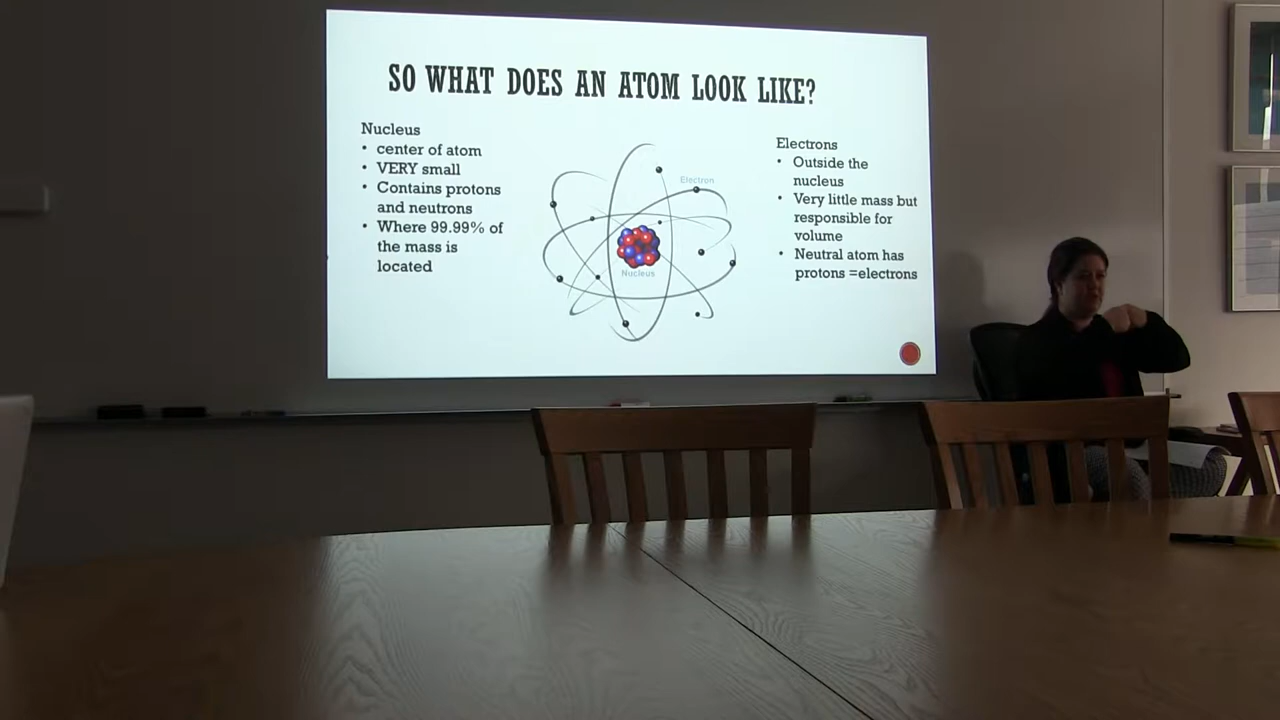 SO WHAT DOES AN ATOM LOOK LIKE?
Nucleus
• center of atom
• VERY small
• Contains protons
and neutrons
• Where 99.99% of
the mass is
located
Electron
Nucleus
Electrons
• Outside the
nucleus
• Very little mass but
responsible for
volume
• Neutral atom has
protons =electrons